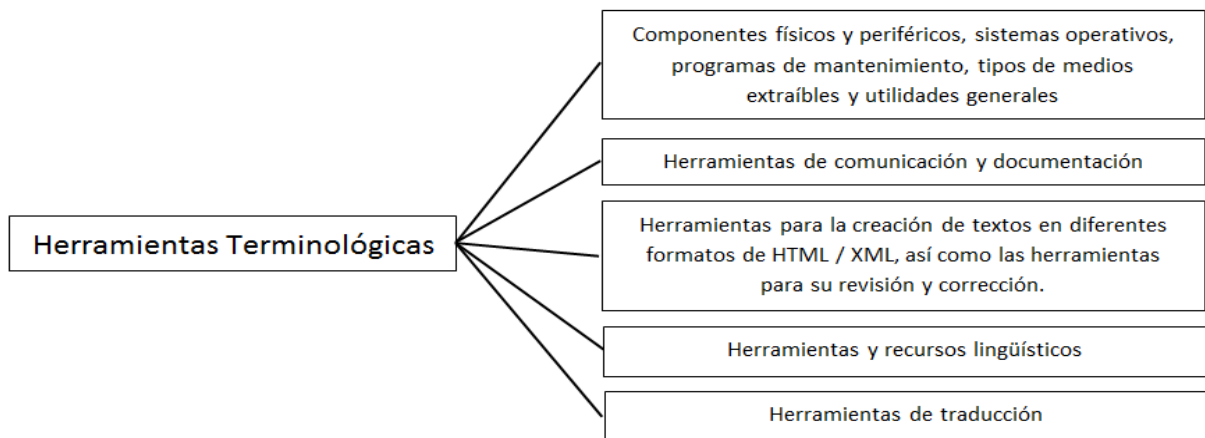 Herramientas Terminológicas
Componentes físicos y periféricos, sistemas operativos,
programas de mantenimiento, tipos de medios
extraíbles y utilidades generales
Herramientas de comunicación y documentación
Herramientas para la creación de textos en diferentes
formatos de HTML / XML, así como las herramientas
para su revisión y corrección.
Herramientas y recursos lingüísticos
Herramientas de traducción